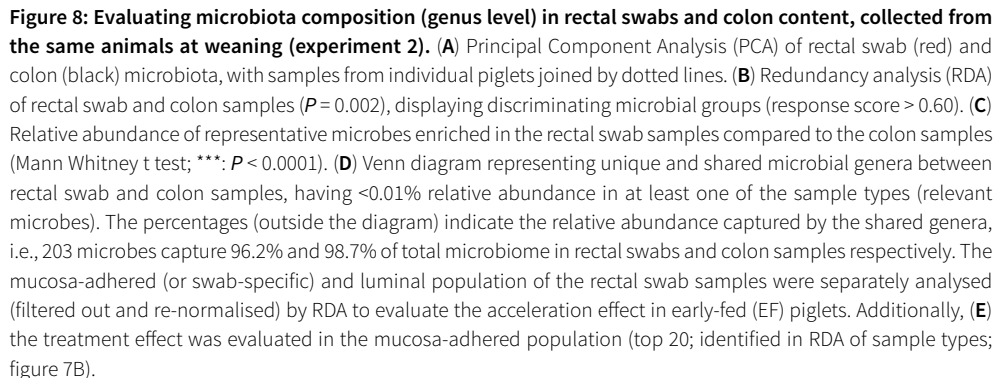 Figure 8: Evaluating microbiota composition (genus level) in rectal swabs and colon content, collected from
the same animals at weaning (experiment 2). (A) Principal Component Analysis (PCA) of rectal swab (red) and
colon (black) microbiota, with samples from individual piglets joined by dotted lines. (B) Redundancy analysis (RDA)
of rectal swab and colon samples (P = 0.002), displaying discriminating microbial groups (response score > 0.60). (C)
Relative abundance of representative microbes enriched in the rectal swab samples compared to the colon samples
(Mann Whitney t test; ***: P < 0.0001). (D) Venn diagram representing unique and shared microbial genera between
rectal swab and colon samples, having <0.01% relative abundance in at least one of the sample types (relevant
microbes). The percentages (outside the diagram) indicate the relative abundance captured by the shared genera,
i.e., 203 microbes capture 96.2% and 98.7% of total microbiome in rectal swabs and colon samples respectively. The
mucosa-adhered (or swab-specific) and luminal population of the rectal swab samples were separately analysed
(filtered out and re-normalised) by RDA to evaluate the acceleration effect in early-fed (EF) piglets. Additionally, (E)
the treatment effect was evaluated in the mucosa-adhered population (top 20; identified in RDA of sample types;
figure 7B).